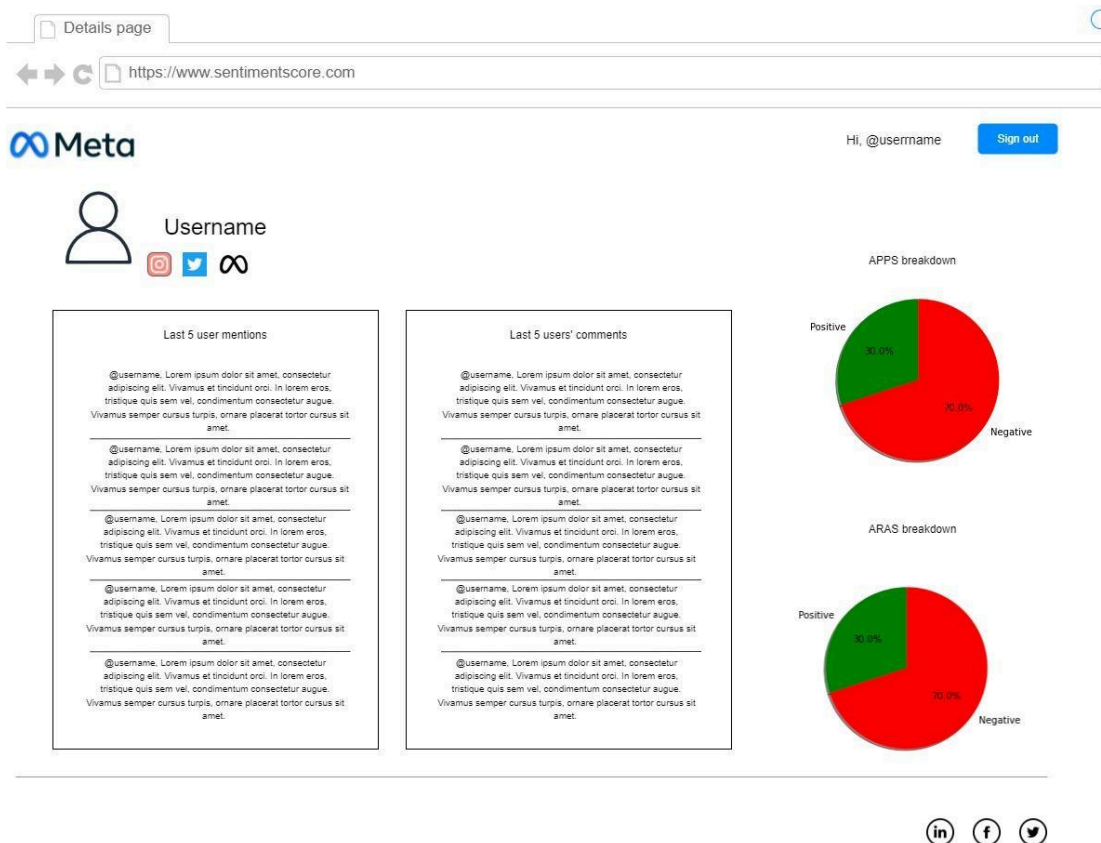 Details page
https://www.sentimentscore.com
Meta
Hi, @usermame
Sign out
Username
APPS breakdown
Positive
30.0%
70.0%
Negative
Last 5 user mentions
@username, Lorem ipsum dolor sit amet, consectetur
adipiscing elit. Vivamus et tincidunt orci. In lorem eros,
tristique quis sem vel, condimentum consectetur augue.
Vivamus semper cursus turpis, ornare placerat tortor cursus sit
amet.
@username, Lorem ipsum dolor sit amet, consectetur
adipiscing elit. Vivamus et tincidunt orci. In lorem eros,
tristique quis sem vel, condimentum consectetur augue.
Vivamus semper cursus turpis, ornare placerat tortor cursus sit
amet.
@username, Lorem ipsum dolor sit amet, consectetur
adipiscing elit. Vivamus et tincidunt orci. In lorem eros,
tristique quis sem vel, condimentum consectetur augue.
Vivamus semper cursus turpis, ornare placerat tortor cursus sit
amet.
@username, Lorem ipsum dolor sit amet, consectetur
adipiscing elit. Vivamus et tincidunt orci. In lorem eros,
tristique quis sem vel, condimentum consectetur augue.
Vivamus semper cursus turpis, ornare placerat tortor cursus sit
amet.
@username, Lorem ipsum dolor sit amet, consectetur
adipiscing elit. Vivamus et tincidunt orci. In lorem eros,
tristique quis sem vel, condimentum consectetur augue.
Vivamus semper cursus turpis, ornare placerat tortor cursus sit
amet.
Last 5 users' comments
@username, Lorem ipsum dolor sit amet, consectetur
adipiscing elit. Vivamus et tincidunt orci. In lorem eros,
tristique quis sem vel, condimentum consectetur augue.
Vivamus semper cursus turpis, ornare placerat tortor cursus sit
amet.
@username, Lorem ipsum dolor sit amet, consectetur
adipiscing elit. Vivamus et tincidunt orci. In lorem eros,
tristique quis sem vel, condimentum consectetur augue.
Vivamus semper cursus turpis, ornare placerat tortor cursus sit
amet.
@username, Lorem ipsum dolor sit amet, consectetur
adipiscing elit. Vivamus et tincidunt orci. In lorem eros,
tristique quis sem vel, condimentum consectetur augue.
Vivamus semper cursus turpis, ornare placerat tortor cursus sit
amet.
@username, Lorem ipsum dolor sit amet, consectetur
adipiscing elit. Vivamus et tincidunt orci. In lorem eros,
tristique quis sem vel, condimentum consectetur augue.
Vivamus semper cursus turpis, ornare placerat tortor cursus sit
amet.
@username, Lorem ipsum dolor sit amet, consectetur
adipiscing elit. Vivamus et tincidunt orci. In lorem eros,
tristique quis sem vel, condimentum consectetur augue.
Vivamus semper cursus turpis, ornare placerat tortor cursus sit
amet.
ARAS breakdown
Positive
30.0%
70.0%
Negative
in
f